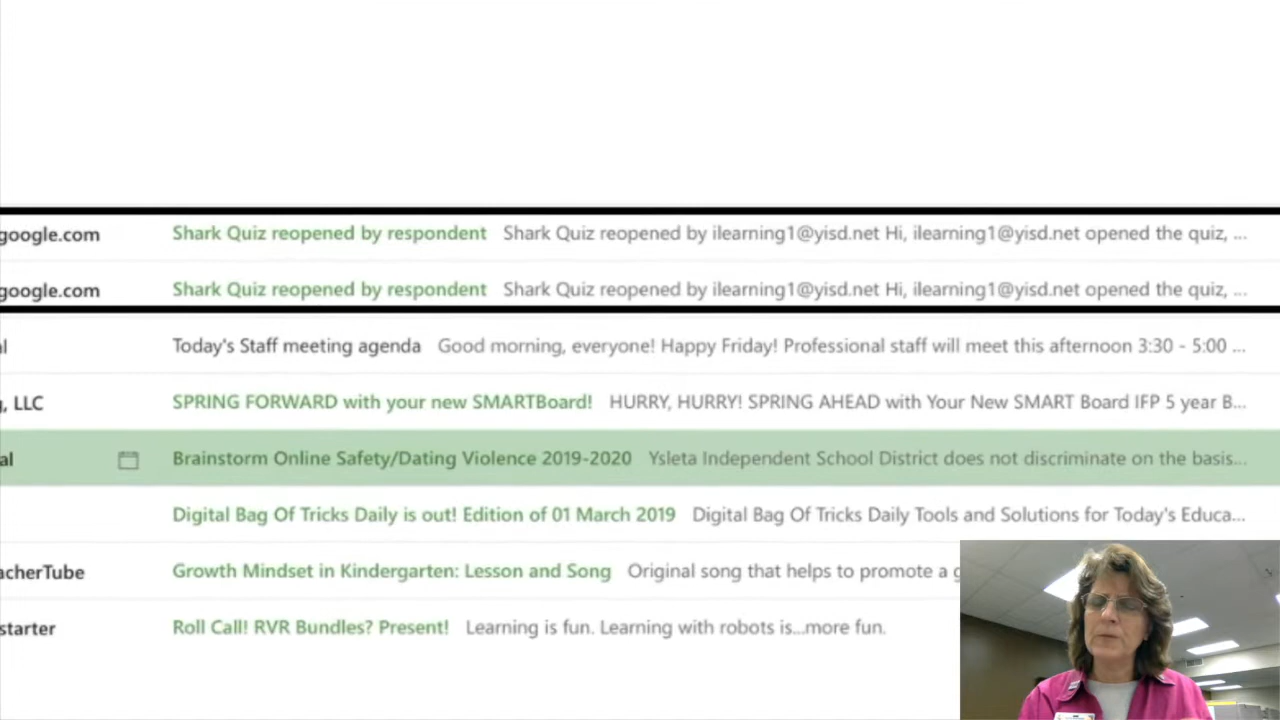 google.com Shark Quiz reopened by respondent Shark Quiz reopened by ilearning1@yisd.net Hi, ilearning1@yisd.net opened the quiz, ...
google.com Shark Quiz reopened by respondent Shark Quiz reopened by ilearning1@yisd.net Hi, ilearning1@yisd.net opened the quiz, ...
al Today's Staff meeting agenda Good morning, everyone! Happy Friday! Professional staff will meet this afternoon 3:30 - 5:00 ...
g, LLC SPRING FORWARD with your new SMARTBoard! HURRY, HURRY! SPRING AHEAD with Your New SMART Board IFP 5 year B...
al Brainstorm Online Safety/Dating Violence 2019-2020 Ysleta Independent School District does not discriminate on the basis...
Digital Bag Of Tricks Daily is out! Edition of 01 March 2019 Digital Bag Of Tricks Daily Tools and Solutions for Today's Educa...
acherTube Growth Mindset in Kindergarten: Lesson and Song Original song that helps to promote a g
starter Roll Call! RVR Bundles? Present! Learning is fun. Learning with robots is...more fun.